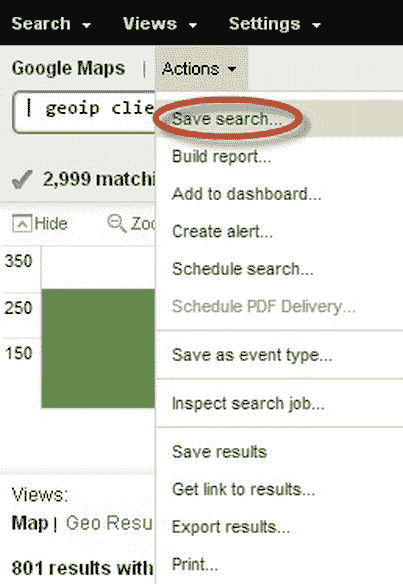 Search Views Settings
Google Maps | Actions
| geoip clie
Save search...
Build report...
2,999 matchi
Add to dashboard...
Hide Zoo
Create alert...
350
Schedule search...
250
Schedule PDF Delivery...
150
Save as event type...
Inspect search job...
Save results
Views:
Get link to results...
Map | Geo Resu
Export results...
801 results with
Print...